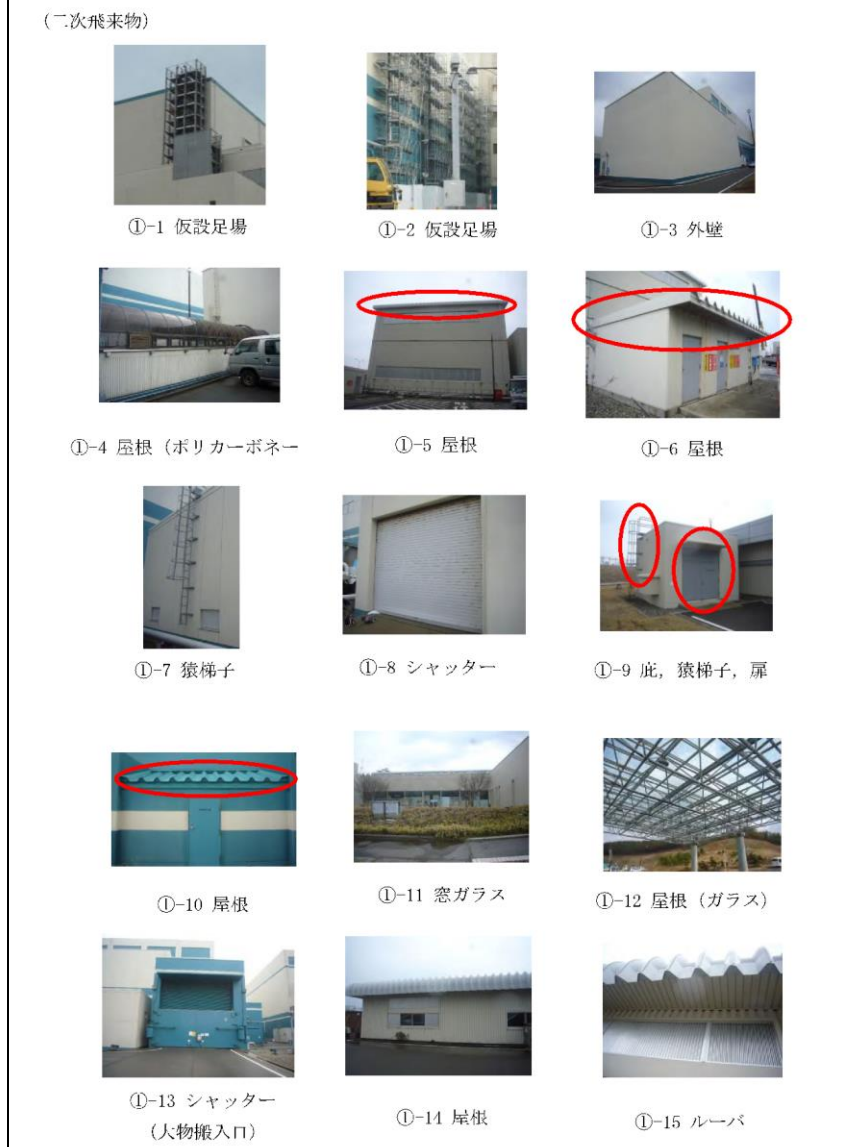 (二次飛来物)
①-1 仮設足場
①-2 仮設足場
①-3 外壁
①-4 屋根 (ポリカーボネー
①-5 屋根
①-6 屋根
①-7 猿梯子
①-8 シャッター
①-9 庇, 猿梯子, 扉
①-10 屋根
①-11 窓ガラス
①-12 屋根 (ガラス)
①-13 シャッター
(大物搬入口)
①-14 屋根
①-15 ルーバ